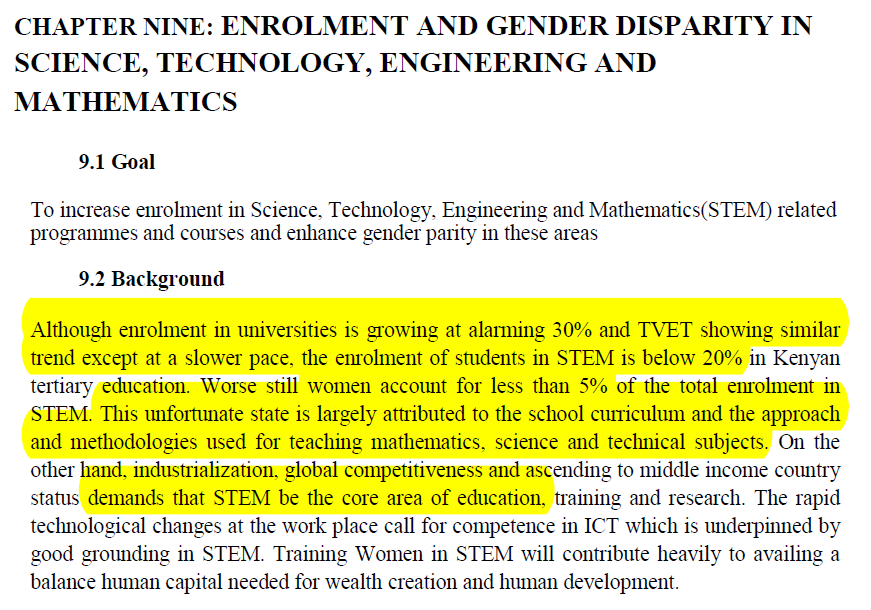 CHAPTER NINE: ENROLMENT AND GENDER DISPARITY IN
SCIENCE, TECHNOLOGY, ENGINEERING AND
MATHEMATICS
9.1 Goal
To increase enrolment in Science, Technology, Engineering and Mathematics(STEM) related
programmes and courses and enhance gender parity in these areas
9.2 Background
Although enrolment in universities is growing at alarming 30% and TVET showing similar
trend except at a slower pace, the enrolment of students in STEM is below 20% in Kenyan
tertiary education. Worse still women account for less than 5% of the total enrolment in
STEM. This unfortunate state is largely attributed to the school curriculum and the approach
and methodologies used for teaching mathematics, science and technical subjects. On the
other hand, industrialization, global competitiveness and ascending to middle income country
status demands that STEM be the core area of education, training and research. The rapid
technological changes at the work place call for competence in ICT which is underpinned by
good grounding in STEM. Training Women in STEM will contribute heavily to availing a
balance human capital needed for wealth creation and human development.